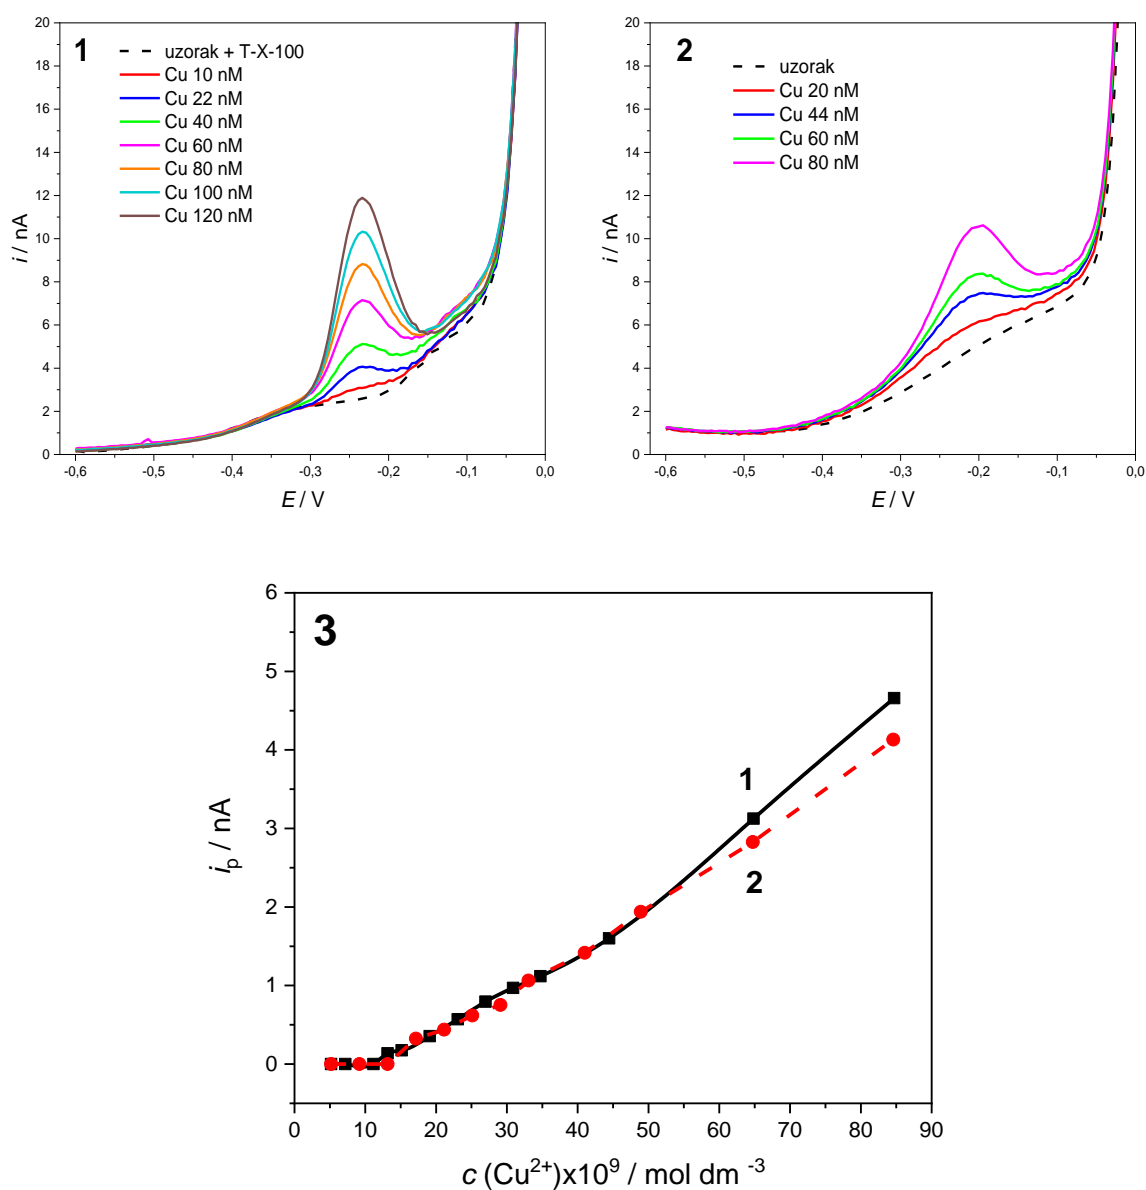 1
uzorak + T-X-100
Cu 10 nM
Cu 22 nM
Cu 40 nM
Cu 60 nM
Cu 80 nM
Cu 100 nM
Cu 120 nM
20
18
16
14
12
10
8
6
4
2
0
i / nA
-0,6 -0,5 -0,4 -0,3 -0,2 -0,1 0,0
E / V
2
uzorak
Cu 20 nM
Cu 44 nM
Cu 60 nM
Cu 80 nM
20
18
16
14
12
10
8
6
4
2
0
i / nA
-0,6 -0,5 -0,4 -0,3 -0,2 -0,1 0,0
E / V
3
6
5
4
3
2
1
0
i_p / nA
1
2
0 10 20 30 40 50 60 70 80 90
c (Cu²⁺)x10⁹ / mol dm ⁻³